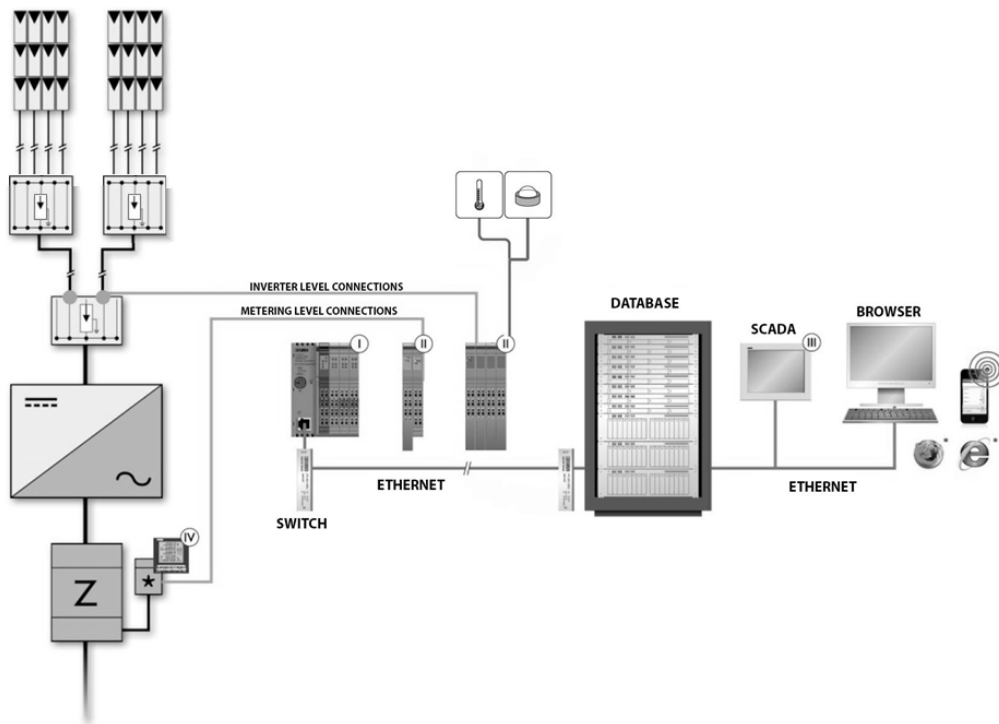 INVERTER LEVEL CONNECTIONS
METERING LEVEL CONNECTIONS
DATABASE
SCADA
BROWSER
I
II
II
III
ETHERNET
ETHERNET
SWITCH
IV
Z